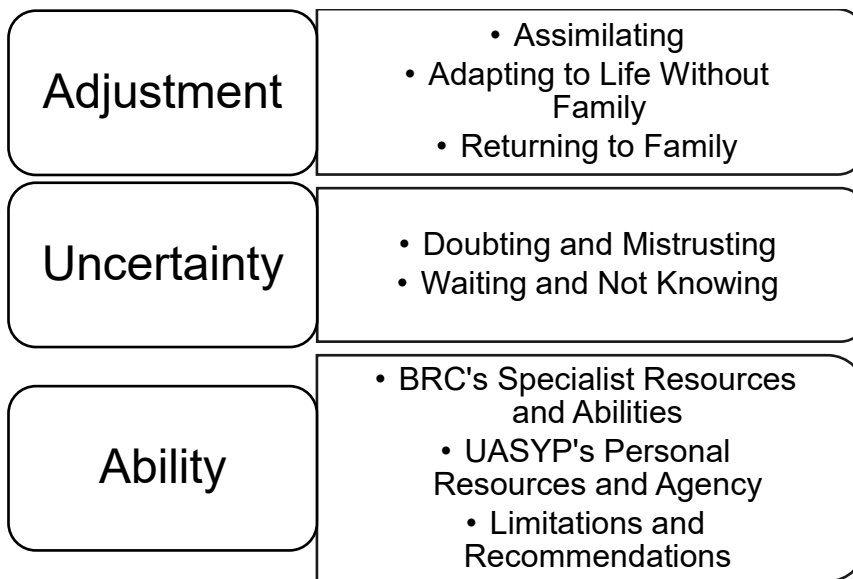 Adjustment
• Assimilating
• Adapting to Life Without
Family
• Returning to Family
Uncertainty
• Doubting and Mistrusting
• Waiting and Not Knowing
Ability
• BRC's Specialist Resources
and Abilities
• UASYP's Personal
Resources and Agency
• Limitations and
Recommendations